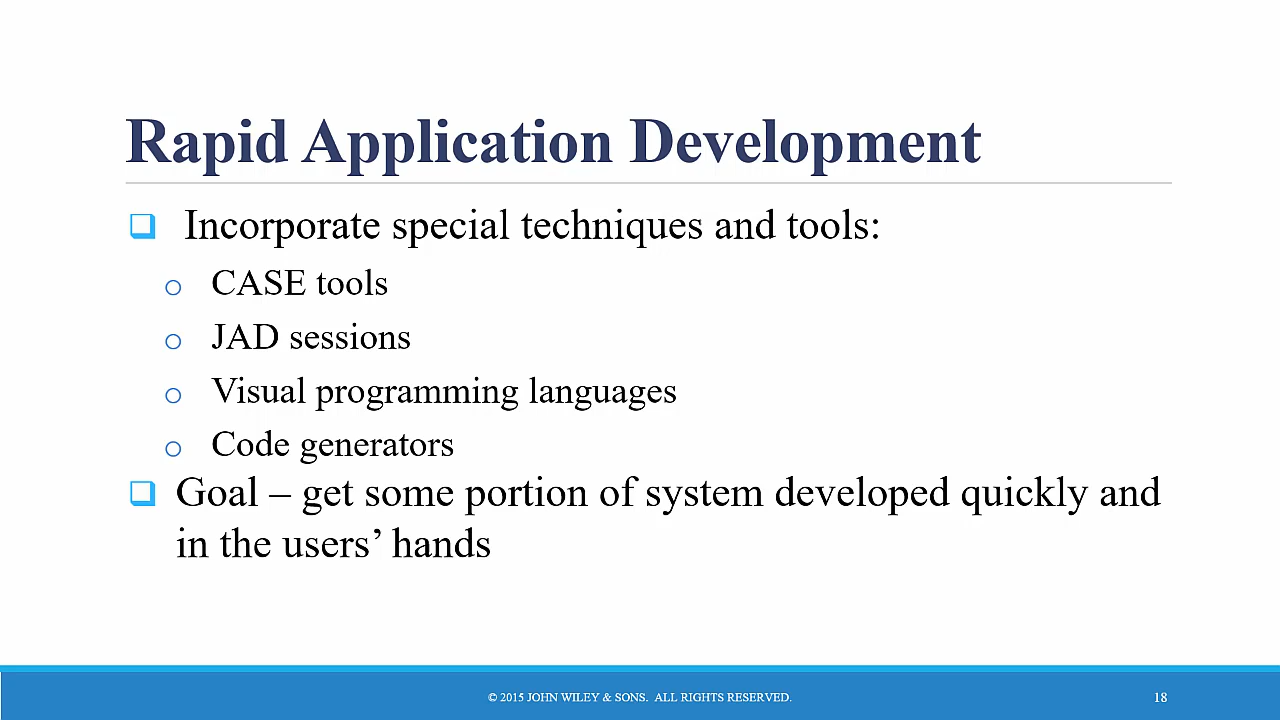 Rapid Application Development
Incorporate special techniques and tools:
CASE tools
JAD sessions
Visual programming languages
Code generators
Goal – get some portion of system developed quickly and
in the users’ hands
© 2015 JOHN WILEY & SONS. ALL RIGHTS RESERVED.
18